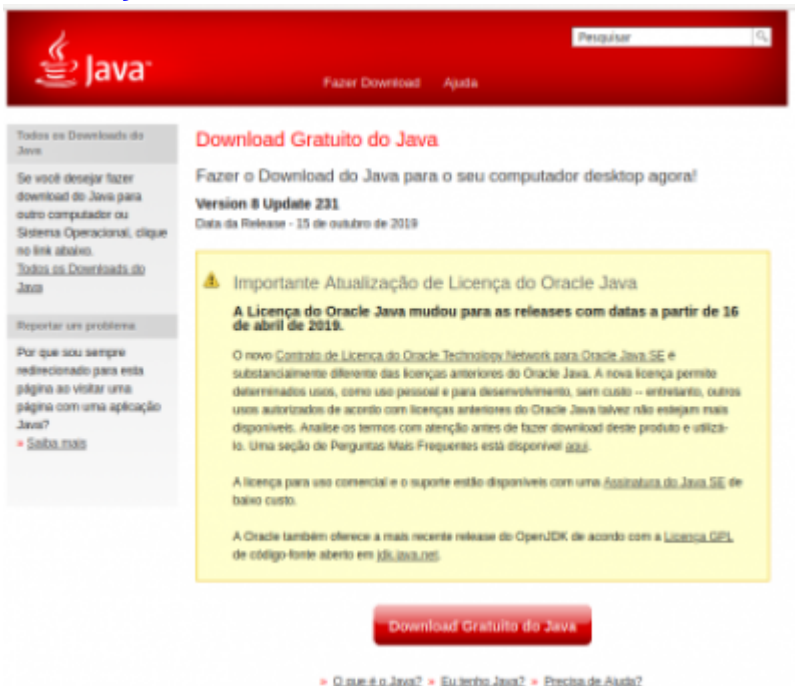 Java
Pesquisar
Fazer Download Ajuda
Todos os Downloads do
Java
Se você desejar fazer
download do Java para
outro computador ou
Sistema Operacional, clique
no link abaixo.
Todos os Downloads do
Java
Reportar um problema
Por que sou sempre
redirecionado para esta
página ao visitar uma
página com uma aplicação
Java?
» Saiba mais
Download Gratuito do Java
Fazer o Download do Java para o seu computador desktop agora!
Version 8 Update 231
Data da Release - 15 de outubro de 2019
Importante Atualização de Licença do Oracle Java
A Licença do Oracle Java mudou para as releases com datas a partir de 16
de abril de 2019.
O novo Contrato de Licença do Oracle Technology Network para Oracle Java SE é
substancialmente diferente das licenças anteriores do Oracle Java. A nova licença permite
determinados usos, como uso pessoal e para desenvolvimento, sem custo -- entretanto, outros
usos autorizados de acordo com licenças anteriores do Oracle Java talvez não estejam mais
disponíveis. Analise os termos com atenção antes de fazer download deste produto e utilizá-
lo. Uma seção de Perguntas Mais Frequentes está disponível aqui.
A licença para uso comercial e o suporte estão disponíveis com uma Assinatura do Java SE de
baixo custo.
A Oracle também oferece a mais recente release do OpenJDK de acordo com a Licença GPL
de código-fonte aberto em jdk.java.net.
Download Gratuito do Java
» O que é o Java? » Eu tenho Java? » Precisa de Ajuda?